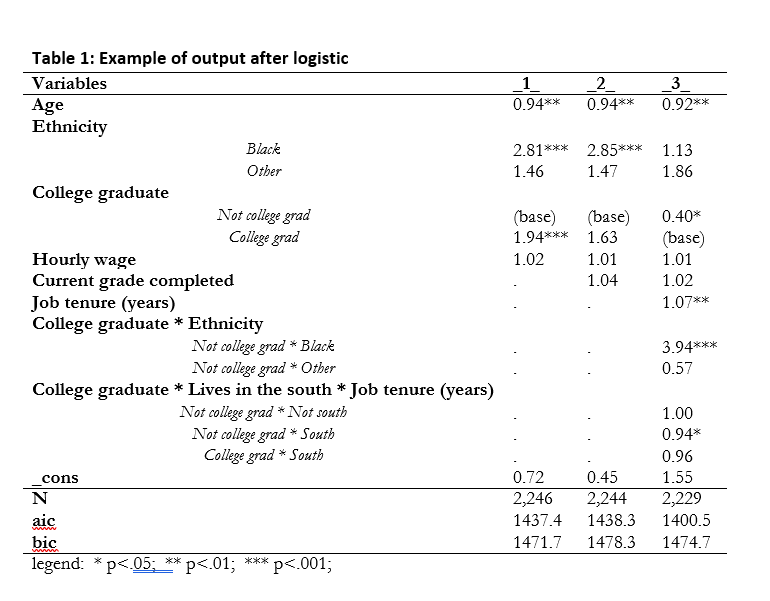 Table 1: Example of output after logistic
Variables _1_ _2_ _3_
Age 0.94** 0.94** 0.92**
Ethnicity
Black 2.81*** 2.85*** 1.13
Other 1.46 1.47 1.86
College graduate
Not college grad (base) (base) 0.40*
College grad 1.94*** 1.63 (base)
Hourly wage 1.02 1.01 1.01
Current grade completed . 1.04 1.02
Job tenure (years) . . 1.07**
College graduate * Ethnicity
Not college grad * Black . . 3.94***
Not college grad * Other . . 0.57
College graduate * Lives in the south * Job tenure (years)
Not college grad * Not south . . 1.00
Not college grad * South . . 0.94*
College grad * South . . 0.96
_cons 0.72 0.45 1.55
N 2,246 2,244 2,229
aic 1437.4 1438.3 1400.5
bic 1471.7 1478.3 1474.7
legend: * p<.05; ** p<.01; *** p<.001;